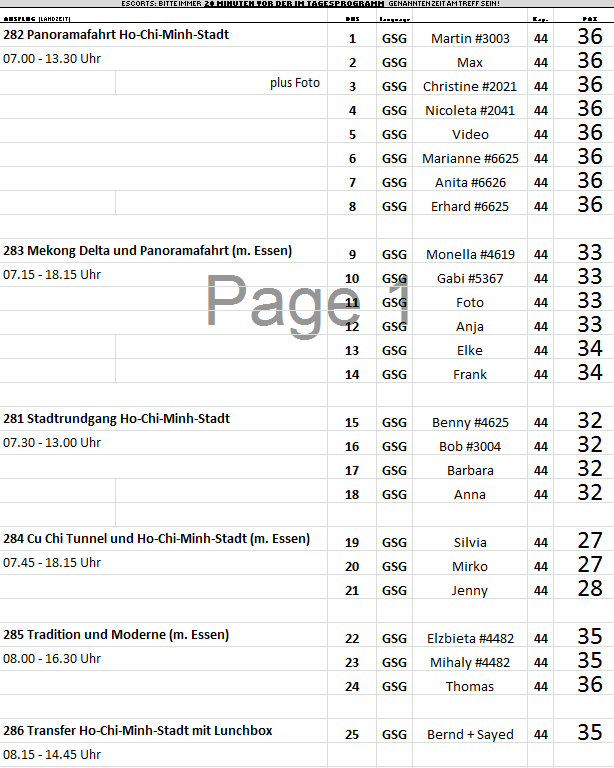 ESCORTS: BITTE IMMER 20 MINUTEN VOR DER IM TAGESPROGRAMM GENANNTEN ZEIT AM TREFF SEIN!
AUSFLUG (LANDZEIT) BUS Language Kap. PAX
282 Panoramafahrt Ho-Chi-Minh-Stadt 1 GSG Martin #3003 44 36
07.00 - 13.30 Uhr 2 GSG Max 44 36
plus Foto 3 GSG Christine #2021 44 36
4 GSG Nicoleta #2041 44 36
5 GSG Video 44 36
6 GSG Marianne #6625 44 36
7 GSG Anita #6626 44 36
8 GSG Erhard #6625 44 36
283 Mekong Delta und Panoramafahrt (m. Essen) 9 GSG Monella #4619 44 33
07.15 - 18.15 Uhr 10 GSG Gabi #5367 44 33
Page 1
11 GSG Foto 44 33
12 GSG Anja 44 33
13 GSG Elke 44 34
14 GSG Frank 44 34
281 Stadtrundgang Ho-Chi-Minh-Stadt 15 GSG Benny #4625 44 32
07.30 - 13.00 Uhr 16 GSG Bob #3004 44 32
17 GSG Barbara 44 32
18 GSG Anna 44 32
284 Cu Chi Tunnel und Ho-Chi-Minh-Stadt (m. Essen) 19 GSG Silvia 44 27
07.45 - 18.15 Uhr 20 GSG Mirko 44 27
21 GSG Jenny 44 28
285 Tradition und Moderne (m. Essen) 22 GSG Elzbieta #4482 44 35
08.00 - 16.30 Uhr 23 GSG Mihaly #4482 44 35
24 GSG Thomas 44 36
286 Transfer Ho-Chi-Minh-Stadt mit Lunchbox 25 GSG Bernd + Sayed 44 35
08.15 - 14.45 Uhr